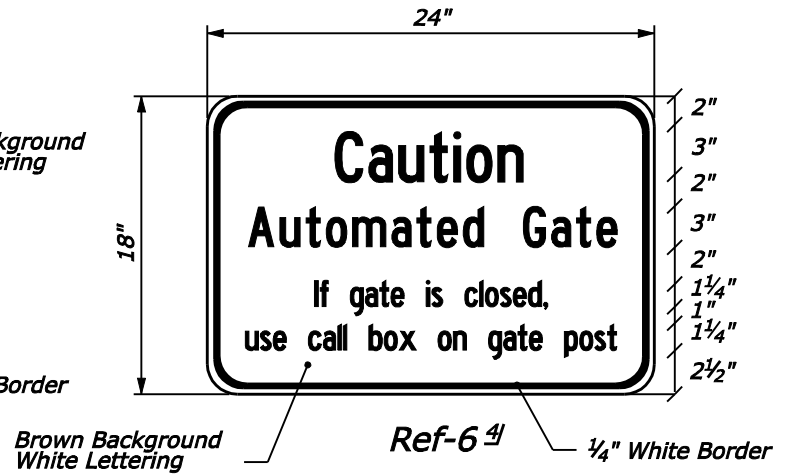 24"
kground
ering
18"
Caution
Automated Gate
If gate is closed,
use call box on gate post
2"
3"
2"
3"
2"
1¼"
1"
1¼"
2½"
Border
Brown Background
White Lettering
Ref-6 4/
¼" White Border